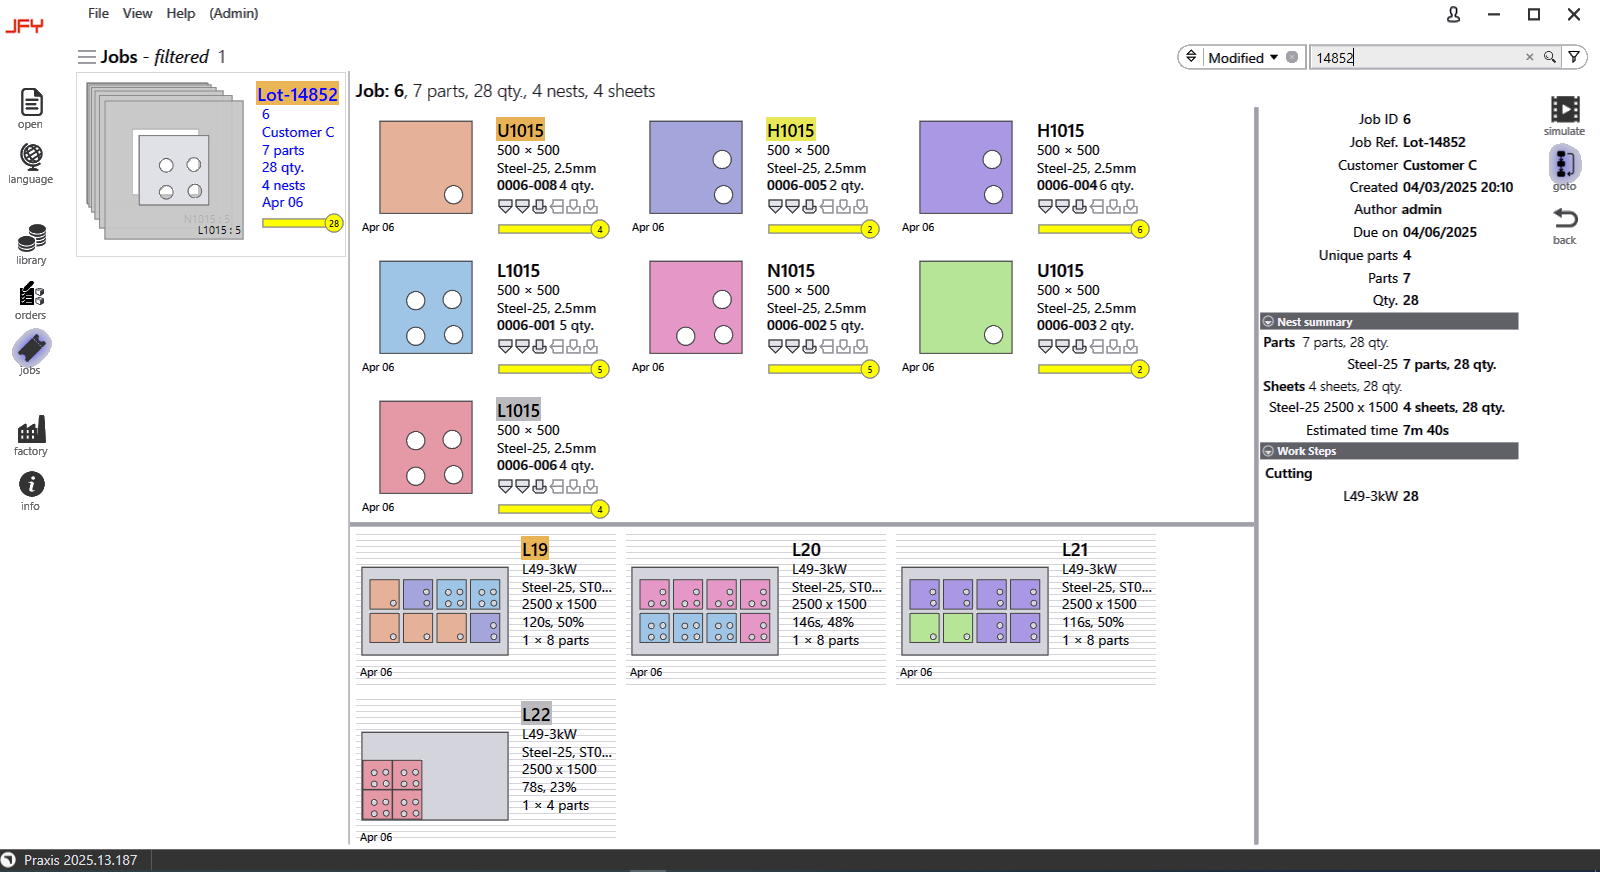 JFY
File View Help (Admin)
Jobs - filtered 1
Modified
14852
open
language
library
orders
jobs
factory
info
Lot-14852
6
Customer C
7 parts
28 qty.
4 nests
Apr 06
28
N1015 : 5
L1015 : 5
Job: 6, 7 parts, 28 qty., 4 nests, 4 sheets
U1015
500 × 500
Steel-25, 2.5mm
0006-008 4 qty.
Apr 06
4
H1015
500 × 500
Steel-25, 2.5mm
0006-005 2 qty.
Apr 06
2
H1015
500 × 500
Steel-25, 2.5mm
0006-004 6 qty.
Apr 06
6
L1015
500 × 500
Steel-25, 2.5mm
0006-001 5 qty.
Apr 06
5
N1015
500 × 500
Steel-25, 2.5mm
0006-002 5 qty.
Apr 06
5
U1015
500 × 500
Steel-25, 2.5mm
0006-003 2 qty.
Apr 06
2
L1015
500 × 500
Steel-25, 2.5mm
0006-006 4 qty.
Apr 06
4
L19
L49-3kW
Steel-25, ST0...
2500 x 1500
120s, 50%
1 × 8 parts
Apr 06
L20
L49-3kW
Steel-25, ST0...
2500 x 1500
146s, 48%
1 × 8 parts
Apr 06
L21
L49-3kW
Steel-25, ST0...
2500 x 1500
116s, 50%
1 × 8 parts
Apr 06
L22
L49-3kW
Steel-25, ST0...
2500 x 1500
78s, 23%
1 × 4 parts
Apr 06
Job ID 6
Job Ref. Lot-14852
Customer Customer C
Created 04/03/2025 20:10
Author admin
Due on 04/06/2025
Unique parts 4
Parts 7
Qty. 28
Nest summary
Parts 7 parts, 28 qty.
Steel-25 7 parts, 28 qty.
Sheets 4 sheets, 28 qty.
Steel-25 2500 x 1500 4 sheets, 28 qty.
Estimated time 7m 40s
Work Steps
Cutting
L49-3kW 28
simulate
goto
back
Praxis 2025.13.187